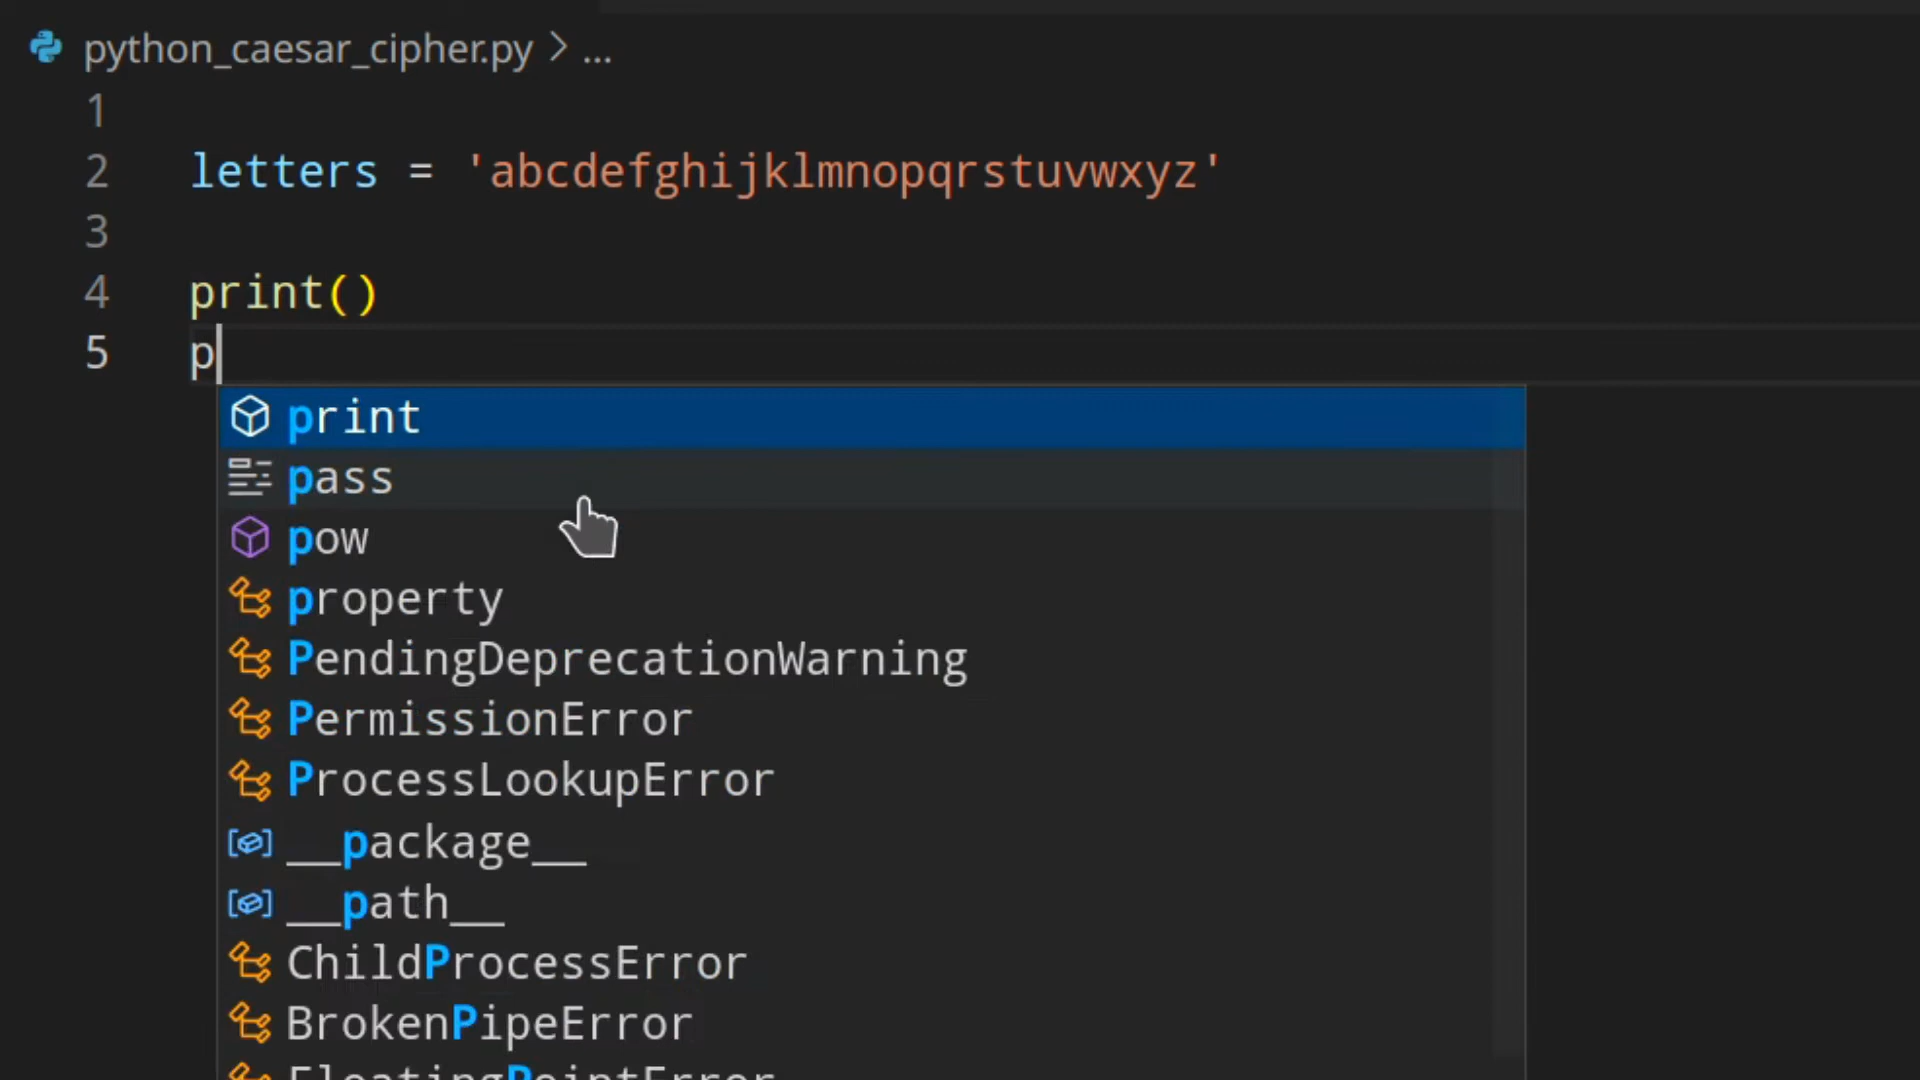 python_caesar_cipher.py > ...
1
2 letters = 'abcdefghijklmnopqrstuvwxyz'
3
4 print()
5 p
print
pass
pow
property
PendingDeprecationWarning
PermissionError
ProcessLookupError
__package__
__path__
ChildProcessError
BrokenPipeError
FloatingPointError